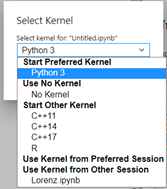 Select Kernel
Select kernel for: "Untitled.ipynb"
Python 3
Start Preferred Kernel
Python 3
Use No Kernel
No Kernel
Start Other Kernel
C++11
C++14
C++17
R
Use Kernel from Preferred Session
Use Kernel from Other Session
Lorenz.ipynb